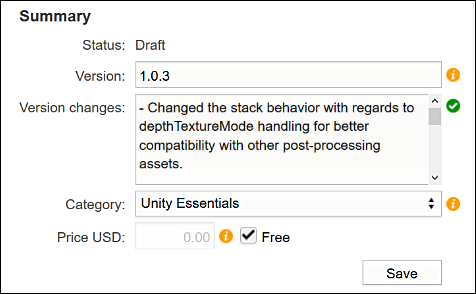 Summary
Status: Draft
Version: 1.0.3
Version changes: - Changed the stack behavior with regards to
depthTextureMode handling for better
compatibility with other post-processing
assets.
Category: Unity Essentials
Price USD: 0.00 Free
Save